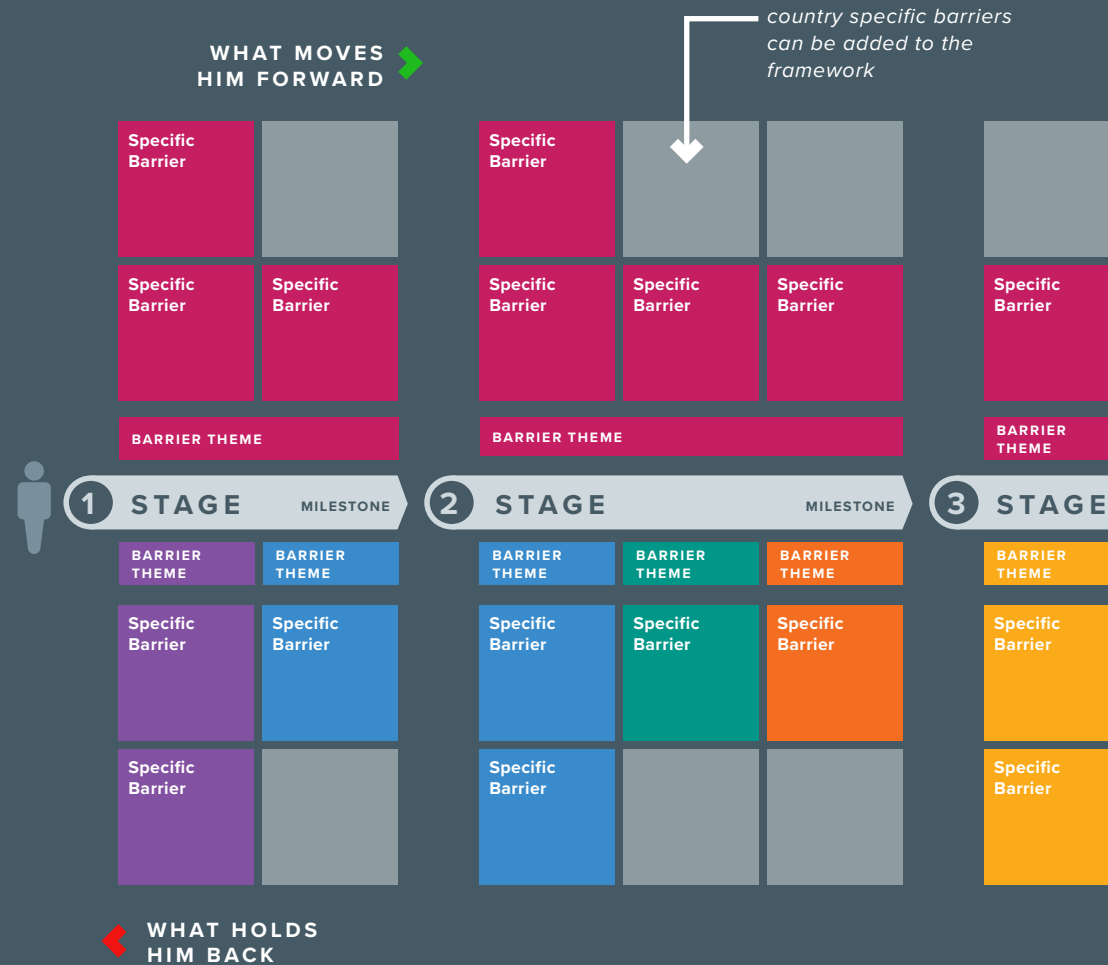 country specific barriers
can be added to the
framework
WHAT MOVES
HIM FORWARD
Specific
Barrier
Specific
Barrier
Specific
Barrier
Specific
Barrier
Specific
Barrier
Specific
Barrier
Specific
Barrier
Specific
Barrier
BARRIER THEME
BARRIER THEME
BARRIER
THEME
1 STAGE MILESTONE
2 STAGE MILESTONE
3 STAGE
BARRIER
THEME
BARRIER
THEME
BARRIER
THEME
BARRIER
THEME
BARRIER
THEME
BARRIER
THEME
Specific
Barrier
Specific
Barrier
Specific
Barrier
Specific
Barrier
Specific
Barrier
Specific
Barrier
Specific
Barrier
Specific
Barrier
Specific
Barrier
WHAT HOLDS
HIM BACK